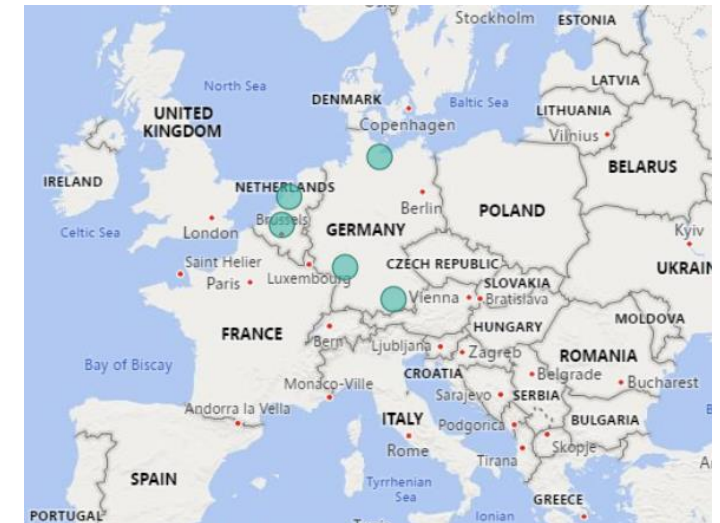 Stockholm
ESTONIA
North Sea
LATVIA
DENMARK
Baltic Sea
UNITED
KINGDOM
LITHUANIA
Copenhagen
Vilnius
BELARUS
IRELAND
NETHERLANDS
Berlin
POLAND
Brussels
London
GERMANY
Celtic Sea
Kyiv
Saint Helier
CZECH REPUBLIC
UKRAIN
Paris
Luxembourg
SLOVAKIA
Vienna
Bratislava
MOLDOVA
FRANCE
HUNGARY
Bern
Ljubljana
Zagreb
ROMANIA
Bay of Biscay
CROATIA
Belgrade
Bucharest
Monaco-Ville
Sarajevo
SERBIA
Andorra la Vella
ITALY
Podgorica
BULGARIA
Rome
Skopje
Tirana
SPAIN
Tyrrhenian
Sea
GREECE
PORTUGAL
Ionian